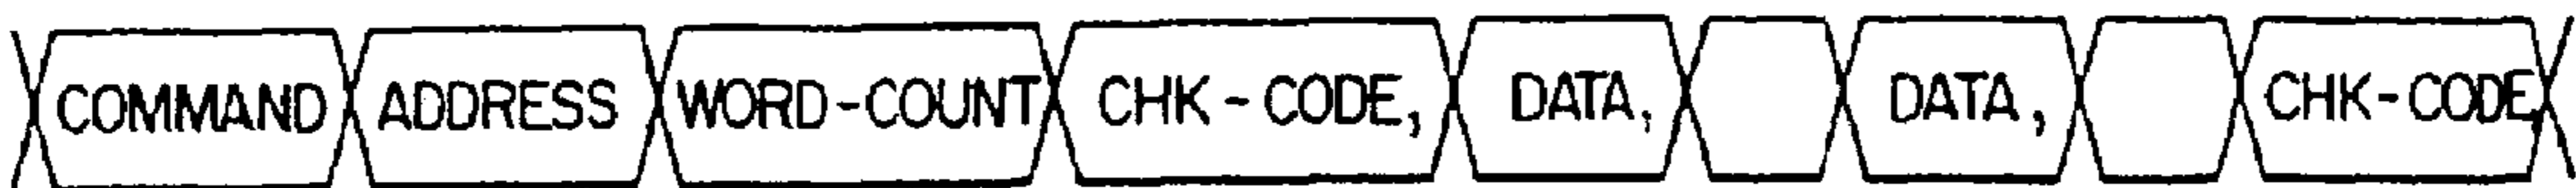 COMMAND ADDRESS WORD-COUNT CHK-CODE, DATA, DATA, CHK-CODE